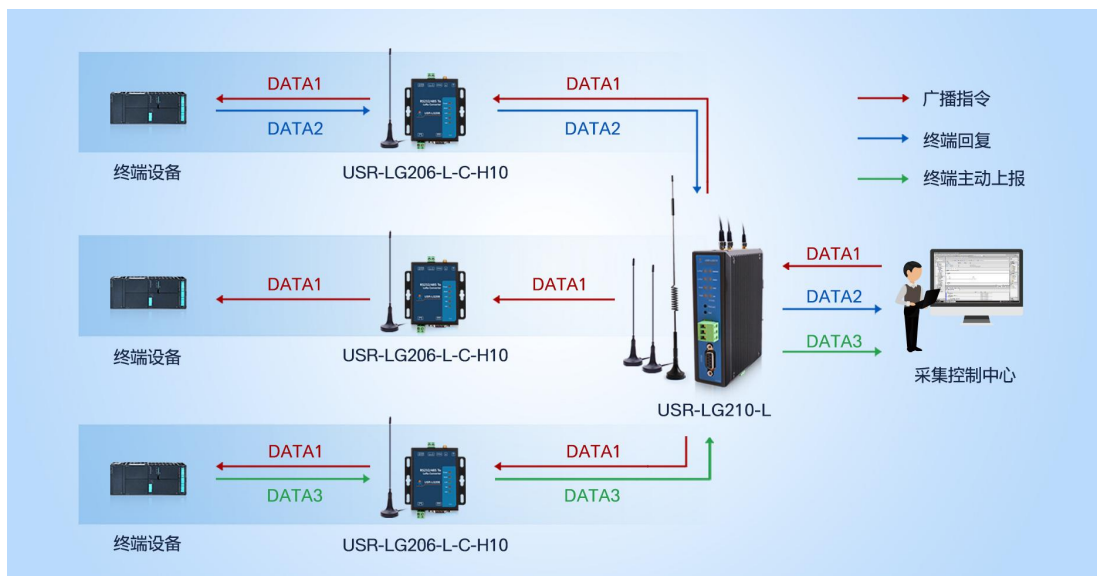 DATA1
DATA2
终端设备
USR-LG206-L-C-H10
DATA1
DATA2
广播指令
终端回复
终端主动上报
DATA1
终端设备
USR-LG206-L-C-H10
DATA1
USR-LG210-L
DATA1
DATA2
DATA3
采集控制中心
DATA1
DATA3
终端设备
USR-LG206-L-C-H10
DATA1
DATA3